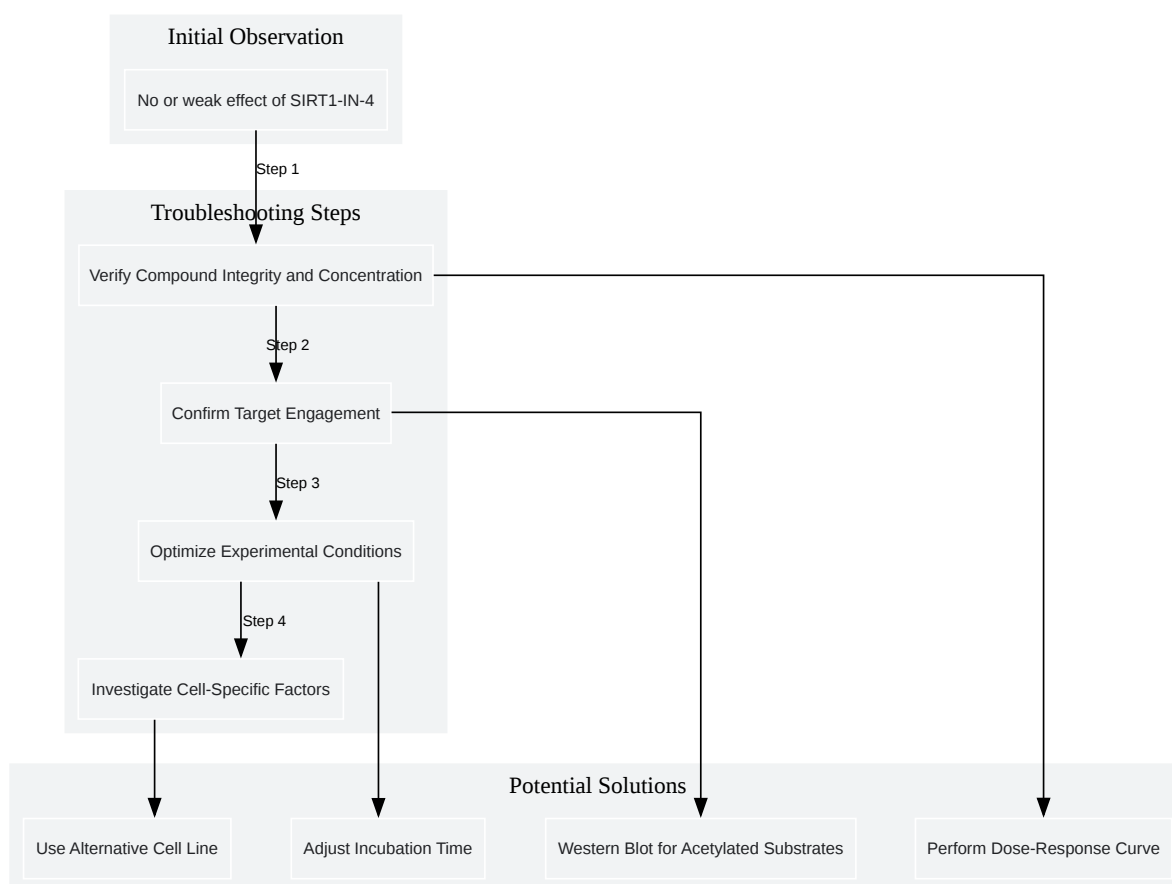 Initial Observation
No or weak effect of SIRT1-IN-4
Step 1
Troubleshooting Steps
Verify Compound Integrity and Concentration
Step 2
Confirm Target Engagement
Step 3
Optimize Experimental Conditions
Step 4
Investigate Cell-Specific Factors
Potential Solutions
Use Alternative Cell Line
Adjust Incubation Time
Western Blot for Acetylated Substrates
Perform Dose-Response Curve